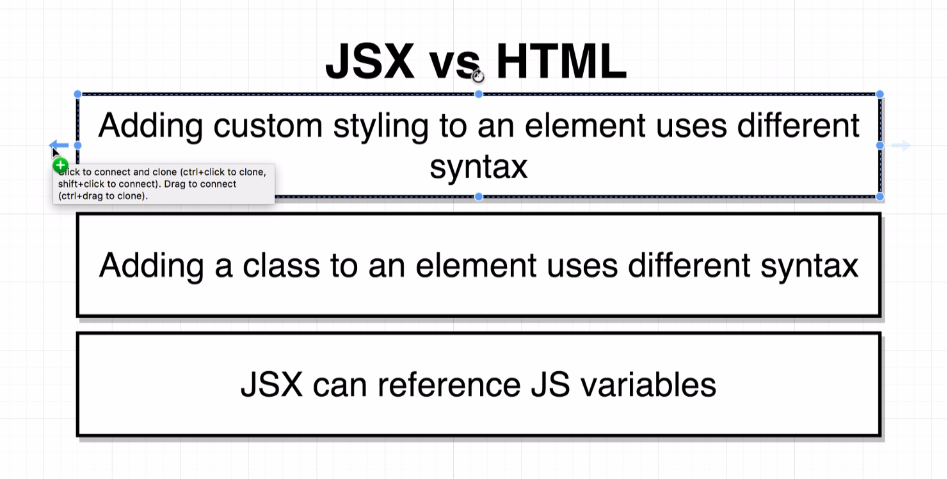 JSX vs HTML
Adding custom styling to an element uses different
syntax
Click to connect and clone (ctrl+click to clone,
shift+click to connect). Drag to connect
(ctrl+drag to clone).
Adding a class to an element uses different syntax
JSX can reference JS variables